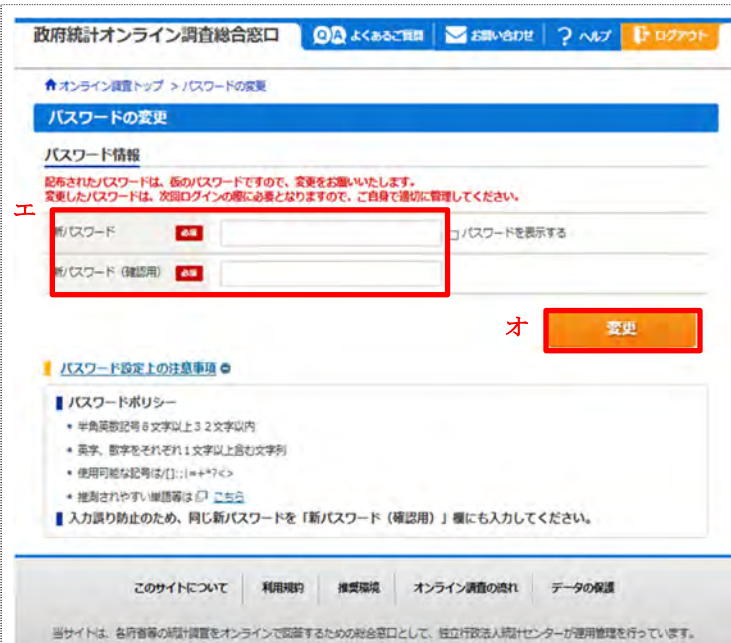 政府統計オンライン調査総合窓口
QA よくあるご質問
お問い合わせ
? ヘルプ
ログアウト
オンライン調査トップ > パスワードの変更
パスワードの変更
パスワード情報
配布されたパスワードは、仮のパスワードですので、変更をお願いいたします。
変更したパスワードは、次回ログインの際に必要となりますので、ご自身で適切に管理してください。
エ
新パスワード 必須 パスワードを表示する
新パスワード（確認用） 必須
オ 変更
パスワード設定上の注意事項
パスワードポリシー
• 半角英数記号８文字以上３２文字以内
• 英字、数字をそれぞれ１文字以上含む文字列
• 使用可能な記号は/[]:;|=+*?<>
• 推測されやすい単語等は こちら
入力誤り防止のため、同じ新パスワードを「新パスワード（確認用）」欄にも入力してください。
このサイトについて 利用規約 推奨環境 オンライン調査の流れ データの保護
当サイトは、各府省等の統計調査をオンラインで回答するための総合窓口として、独立行政法人統計センターが運用管理を行っています。